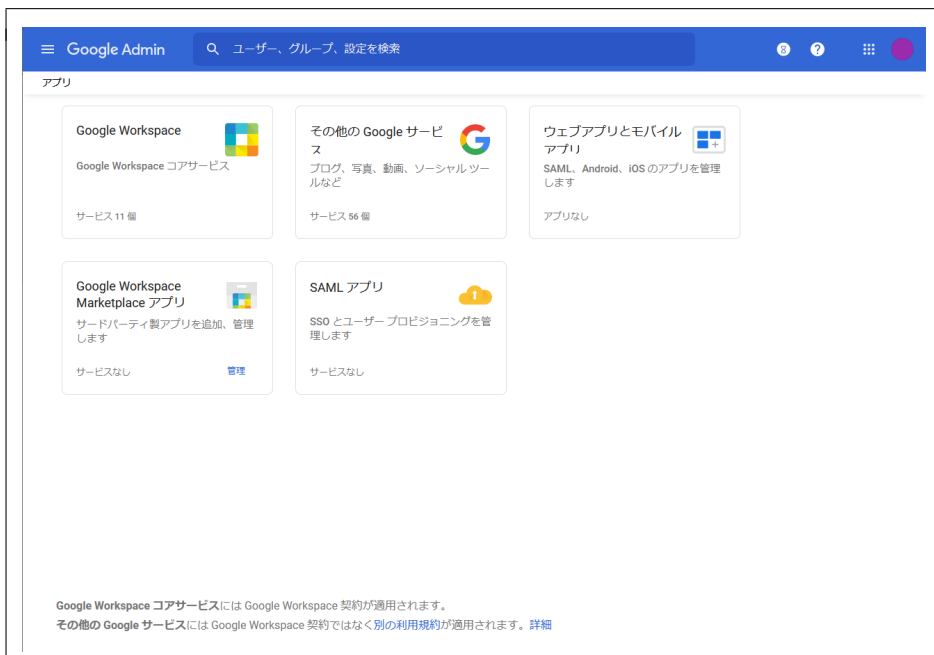 Google Admin
ユーザー、グループ、設定を検索
アプリ
Google Workspace
Google Workspace コアサービス
サービス 11 個
その他の Google サービ
ス
ブログ、写真、動画、ソーシャル ツー
ルなど
サービス 56 個
ウェブアプリとモバイル
アプリ
SAML、Android、iOS のアプリを管理
します
アプリなし
Google Workspace
Marketplace アプリ
サードパーティ製アプリを追加、管理
します
サービスなし
管理
SAML アプリ
SSO とユーザー プロビジョニングを管
理します
サービスなし
Google Workspace コアサービスには Google Workspace 契約が適用されます。
その他の Google サービスには Google Workspace 契約ではなく別の利用規約が適用されます。詳細